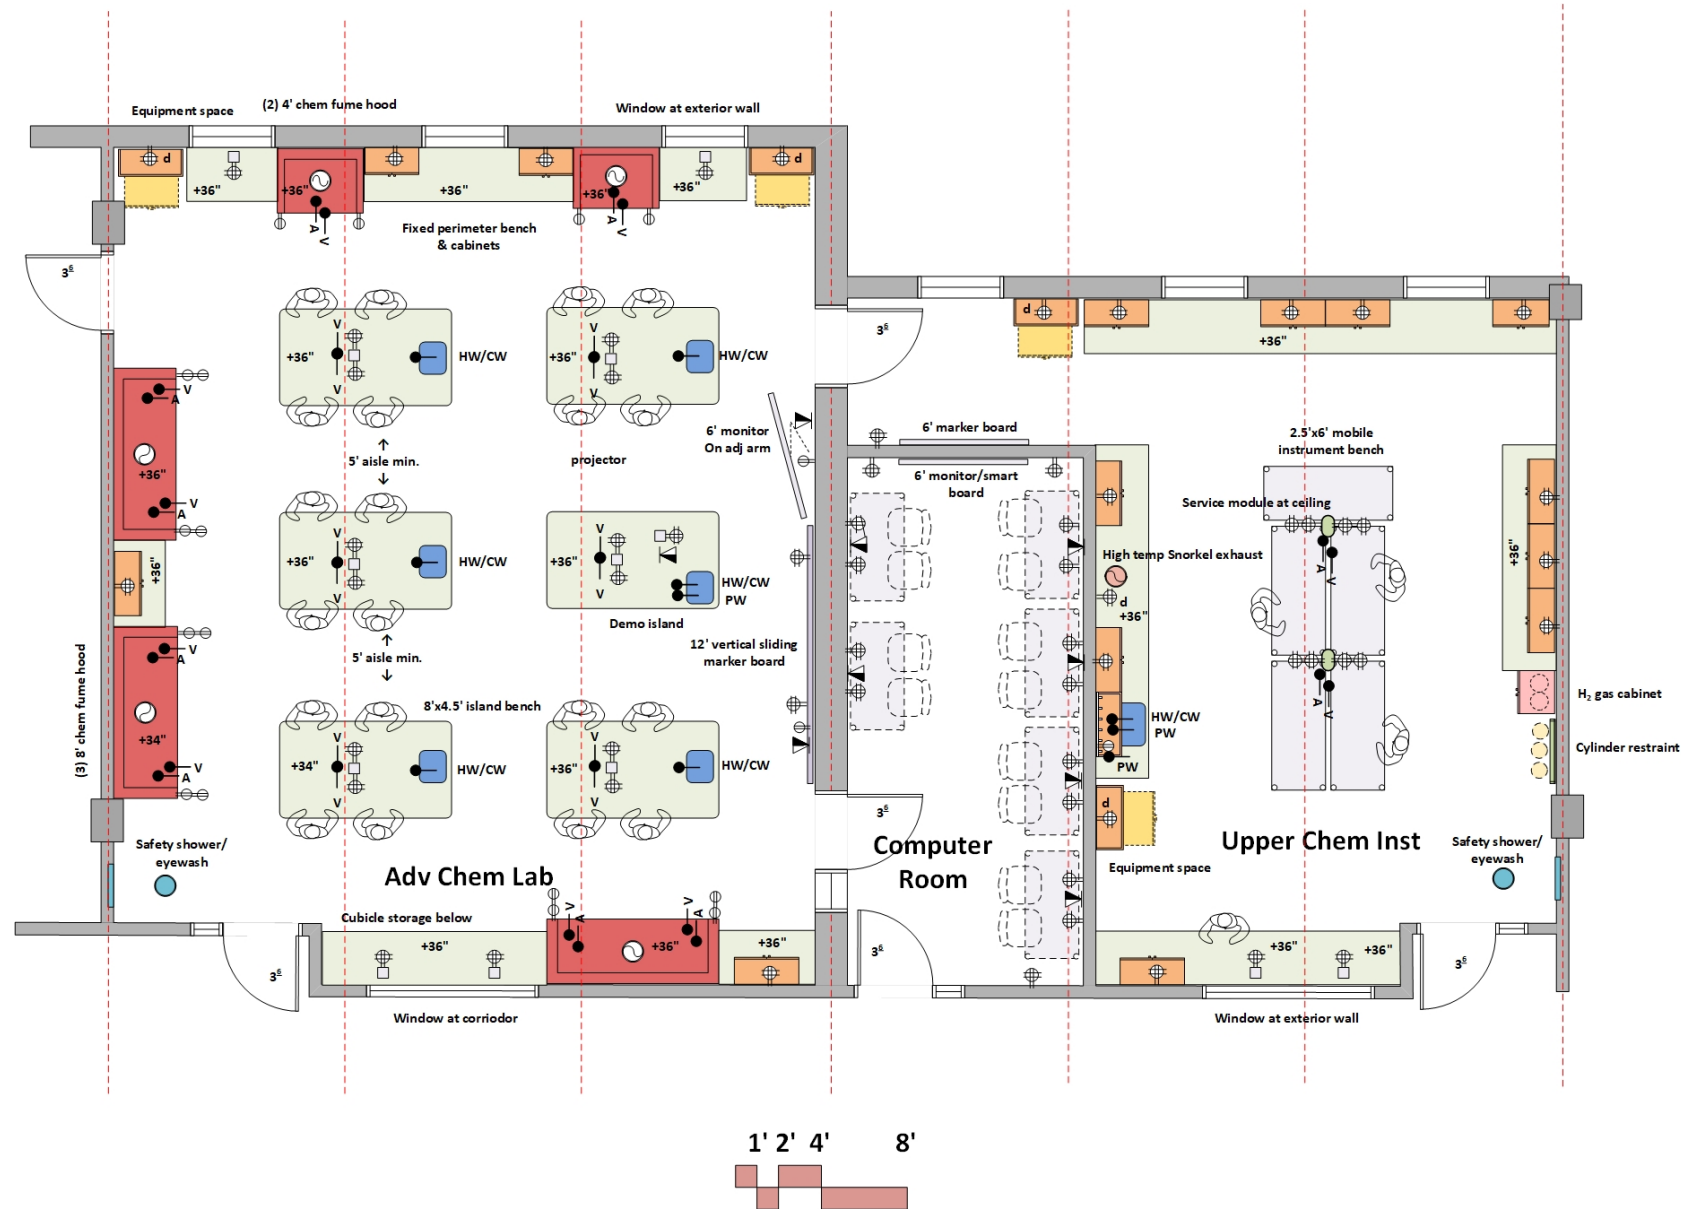 Equipment space
(2) 4' chem fume hood
Window at exterior wall
d
+36"
+36"
+36"
+36"
+36"
d
A
V
A
V
Fixed perimeter bench
& cabinets
3⁶
3⁶
d
+36"
V
+36"
V
HW/CW
V
+36"
V
HW/CW
6' monitor
On adj arm
5' aisle min.
projector
V
A
+36"
V
A
6' marker board
6' monitor/smart
board
2.5'x6' mobile
instrument bench
Service module at ceiling
High temp Snorkel exhaust
A
V
d
+36"
+36"
+36"
V
+36"
V
HW/CW
V
+36"
V
HW/CW
PW
Demo island
5' aisle min.
12' vertical sliding
marker board
V
A
+34"
V
A
(3) 8' chem fume hood
8'x4.5' island bench
V
+34"
V
HW/CW
V
+36"
V
HW/CW
HW/CW
PW
PW
A
V
H₂ gas cabinet
Cylinder restraint
3⁶
d
Safety shower/
eyewash
Adv Chem Lab
Computer
Room
Equipment space
Upper Chem Inst
Safety shower/
eyewash
Cubicle storage below
V
A
V
A
+36"
+36"
+36"
3⁶
3⁶
+36"
+36"
3⁶
Window at corriodor
Window at exterior wall
1' 2' 4' 8'